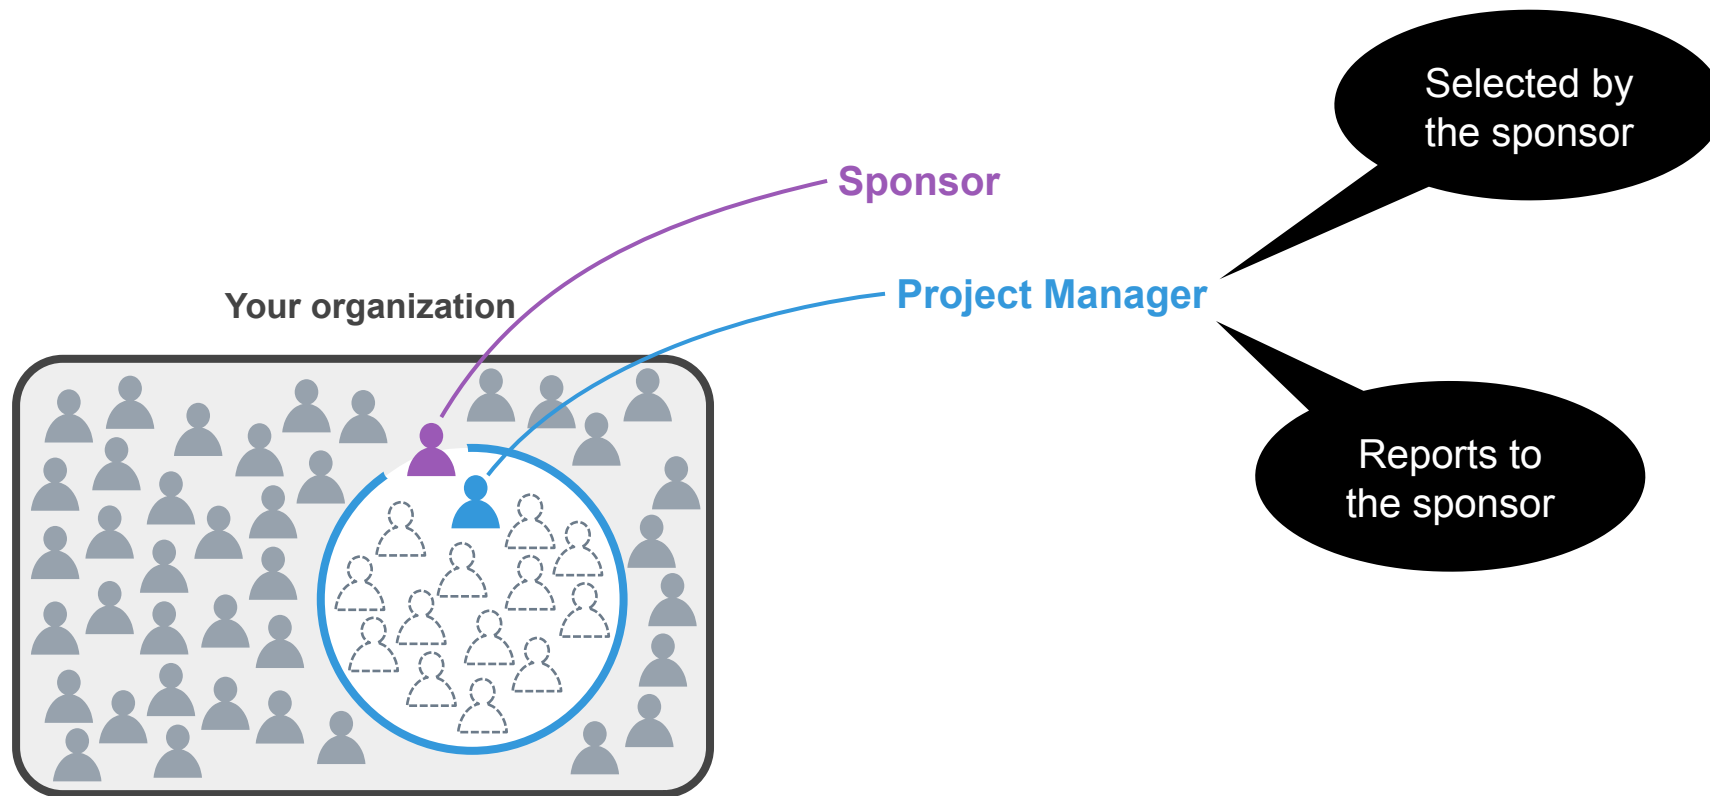 Selected by
the sponsor
Sponsor
Project Manager
Your organization
Reports to
the sponsor